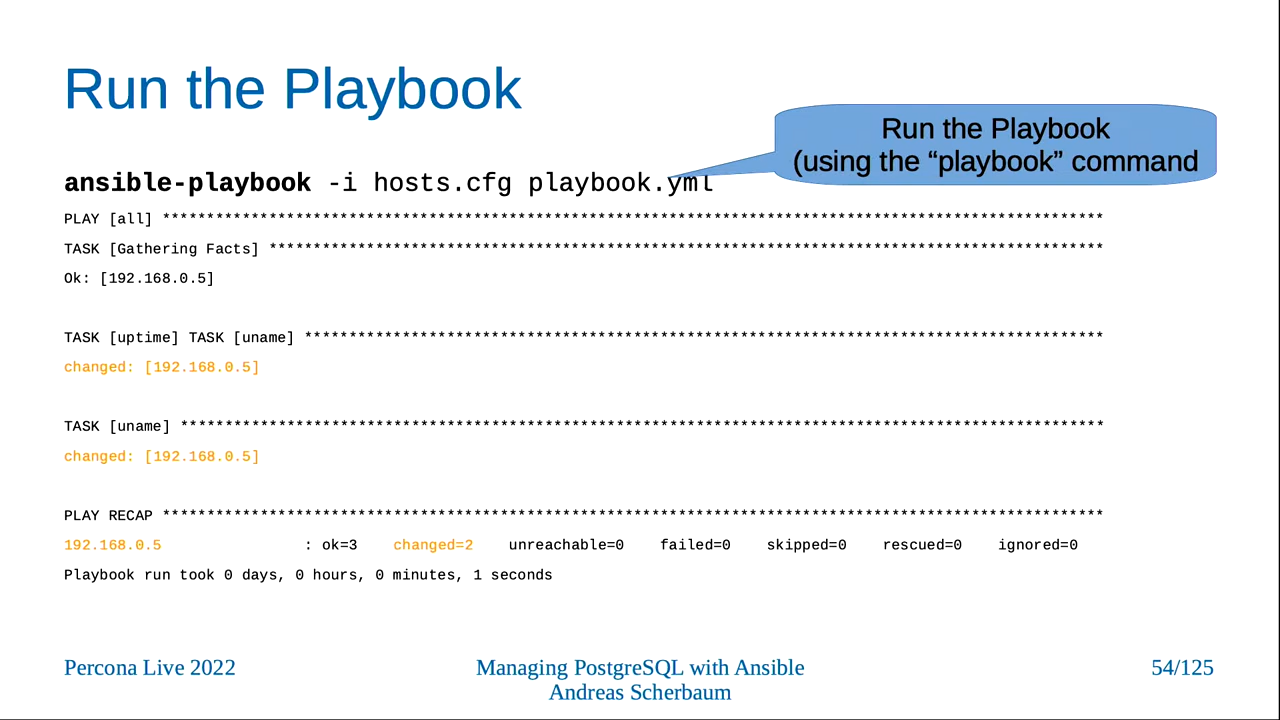 Run the Playbook
Run the Playbook
(using the “playbook” command
ansible-playbook -i hosts.cfg playbook.yml
PLAY [all] **********************************************************************************************************
TASK [Gathering Facts] **********************************************************************************************
Ok: [192.168.0.5]
TASK [uptime] TASK [uname] ******************************************************************************************
changed: [192.168.0.5]
TASK [uname] ********************************************************************************************************
changed: [192.168.0.5]
PLAY RECAP **********************************************************************************************************
192.168.0.5                : ok=3    changed=2    unreachable=0    failed=0    skipped=0    rescued=0    ignored=0
Playbook run took 0 days, 0 hours, 0 minutes, 1 seconds
Percona Live 2022
Managing PostgreSQL with Ansible
Andreas Scherbaum
54/125